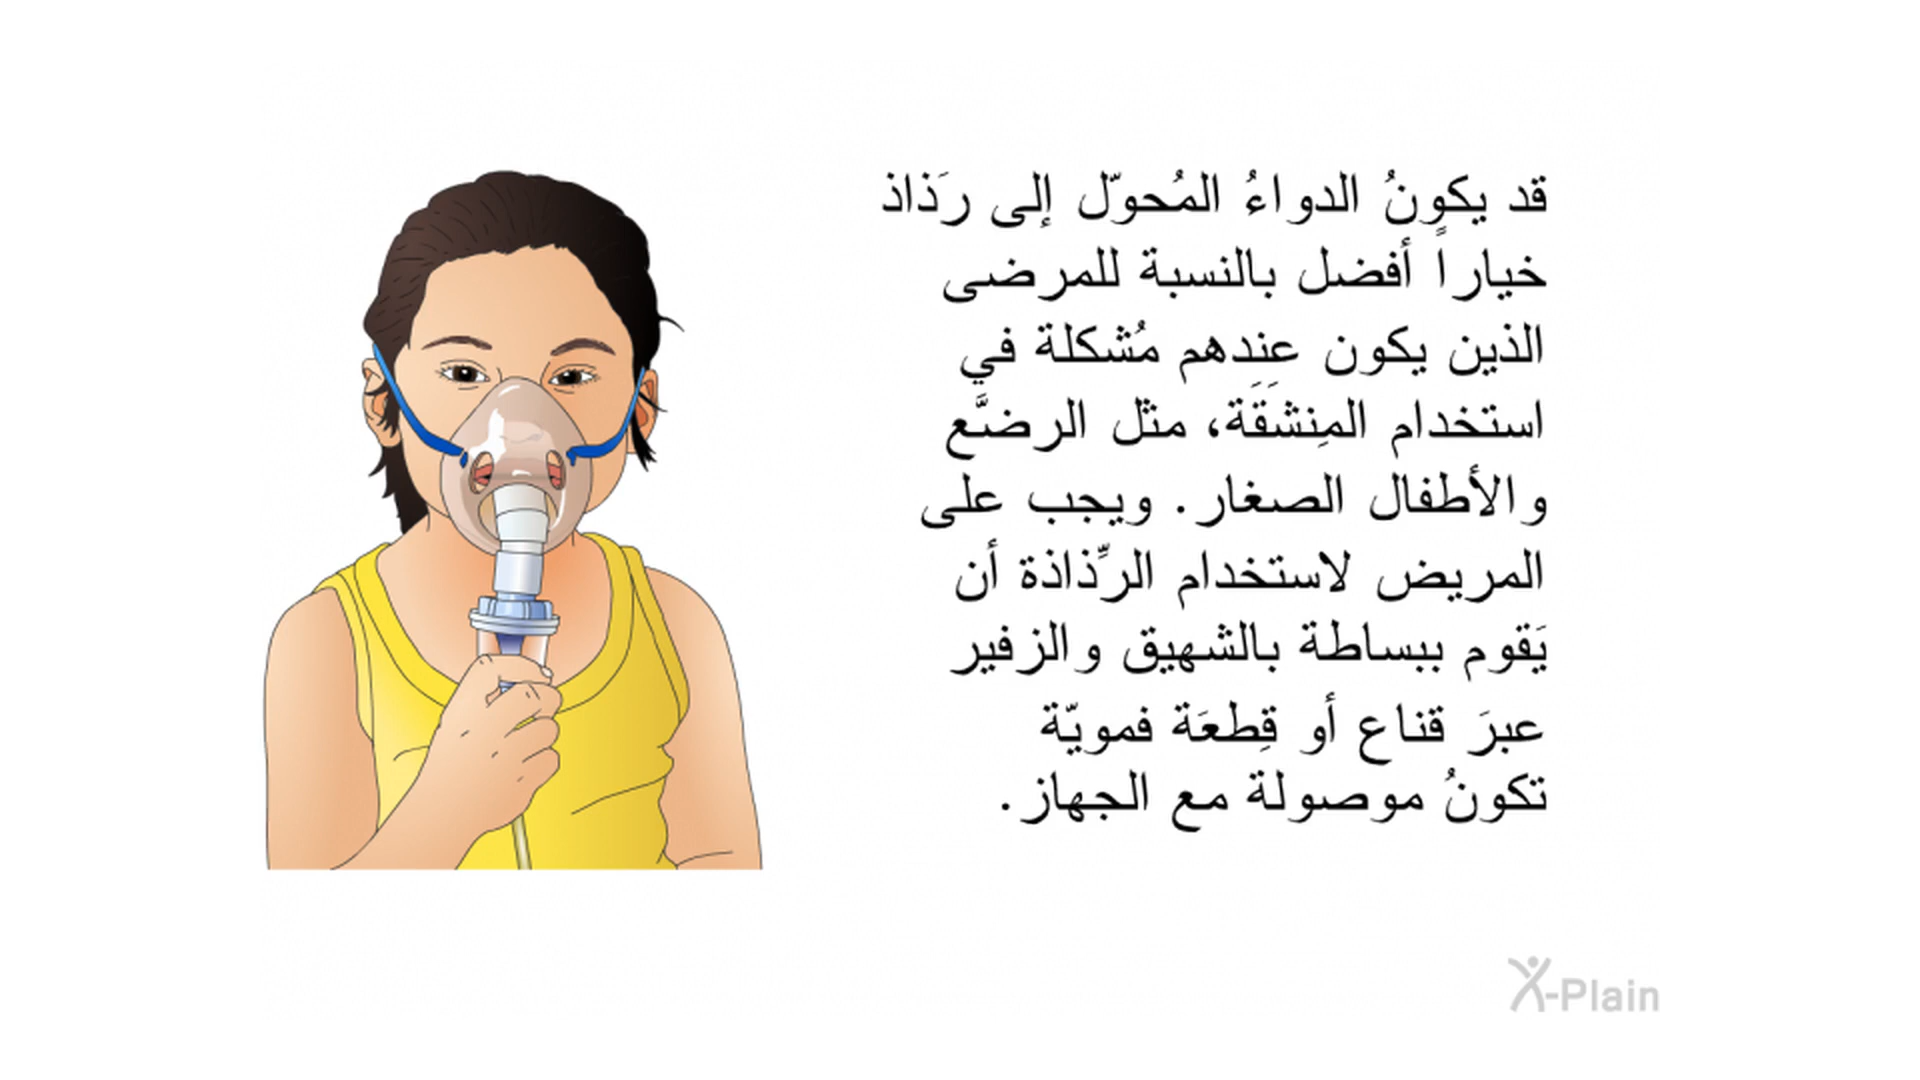 قد يكونُ الدواءُ المُحوّل إلى رَذاذ
خياراً أفضل بالنسبة للمرضى
الذين يكون عندهم مُشكلة في
استخدام المِنشَقَة، مثل الرضَّع
والأطفال الصغار. ويجب على
المريض لاستخدام الرِّذاذة أن
يَقوم ببساطة بالشهيق والزفير
عبرَ قناع أو قِطعَة فمويّة
تكونُ موصولة مع الجهاز.
X-Plain